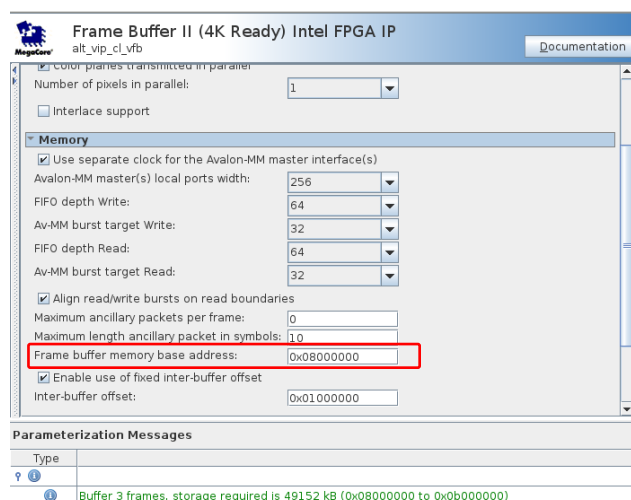 Frame Buffer II (4K Ready) Intel FPGA IP
MegaCore'
alt_vip_cl_vfb
Documentation
Color planes transmitted in parallel
Number of pixels in parallel: 1
Interlace support
Memory
Use separate clock for the Avalon-MM master interface(s)
Avalon-MM master(s) local ports width: 256
FIFO depth Write: 64
Av-MM burst target Write: 32
FIFO depth Read: 64
Av-MM burst target Read: 32
Align read/write bursts on read boundaries
Maximum ancillary packets per frame: 0
Maximum length ancillary packet in symbols: 10
Frame buffer memory base address: 0x08000000
Enable use of fixed inter-buffer offset
Inter-buffer offset: 0x01000000
Parameterization Messages
Type
Buffer 3 frames, storage required is 49152 kB (0x08000000 to 0x0b000000)